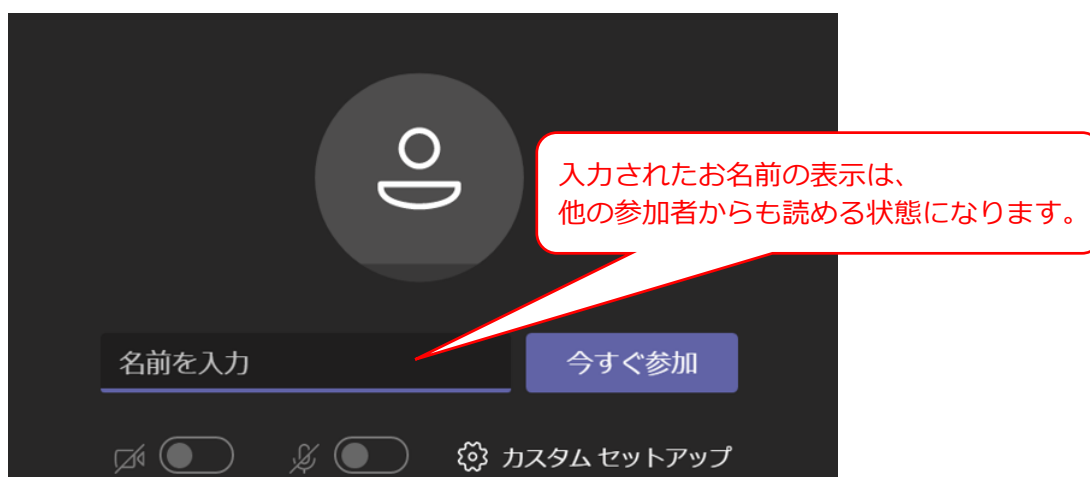 入力されたお名前の表示は、
他の参加者からも読める状態になります。
名前を入力
今すぐ参加
カスタム セットアップ